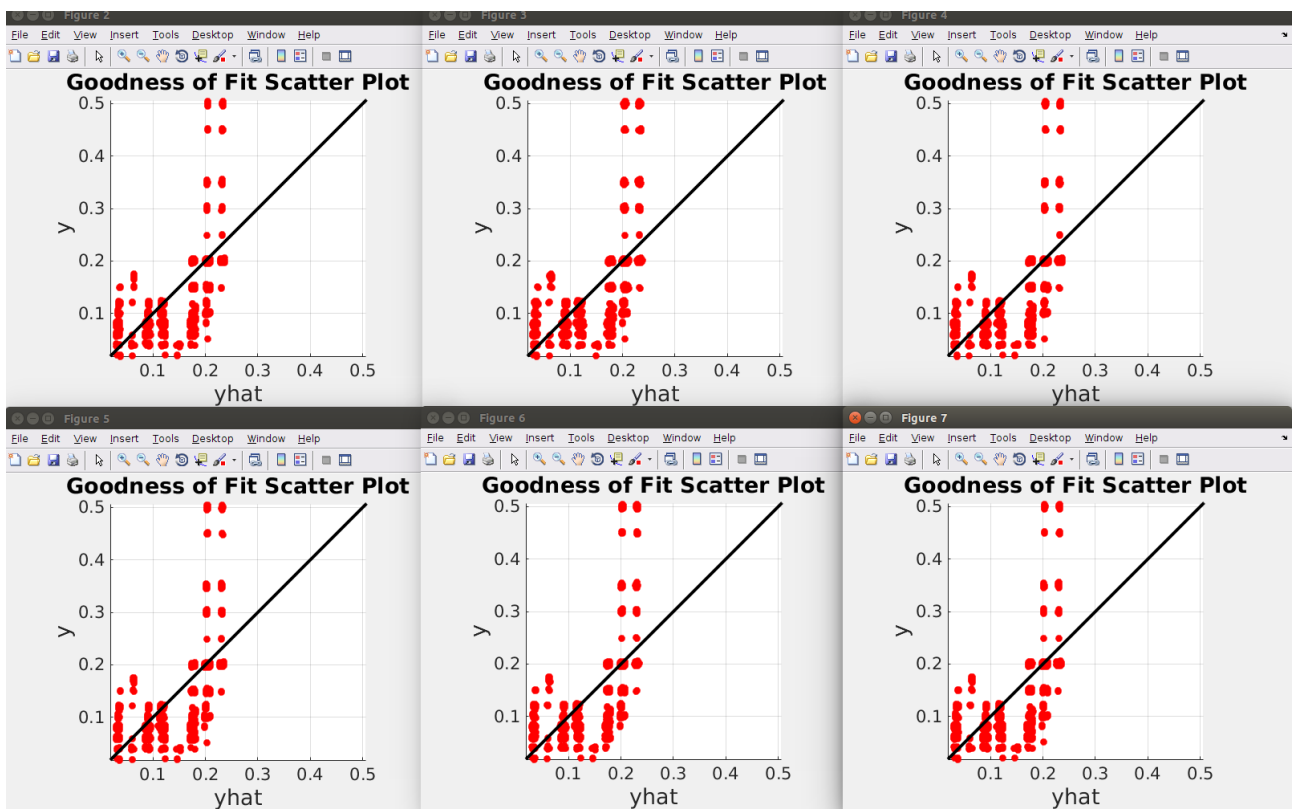 Figure 2
File Edit View Insert Tools Desktop Window Help
Goodness of Fit Scatter Plot
0.5
0.4
0.3
0.2
0.1
y
0.1 0.2 0.3 0.4 0.5
yhat
Figure 3
File Edit View Insert Tools Desktop Window Help
Goodness of Fit Scatter Plot
0.5
0.4
0.3
0.2
0.1
y
0.1 0.2 0.3 0.4 0.5
yhat
Figure 4
File Edit View Insert Tools Desktop Window Help
Goodness of Fit Scatter Plot
0.5
0.4
0.3
0.2
0.1
y
0.1 0.2 0.3 0.4 0.5
yhat
Figure 5
File Edit View Insert Tools Desktop Window Help
Goodness of Fit Scatter Plot
0.5
0.4
0.3
0.2
0.1
y
0.1 0.2 0.3 0.4 0.5
yhat
Figure 6
File Edit View Insert Tools Desktop Window Help
Goodness of Fit Scatter Plot
0.5
0.4
0.3
0.2
0.1
y
0.1 0.2 0.3 0.4 0.5
yhat
Figure 7
File Edit View Insert Tools Desktop Window Help
Goodness of Fit Scatter Plot
0.5
0.4
0.3
0.2
0.1
y
0.1 0.2 0.3 0.4 0.5
yhat